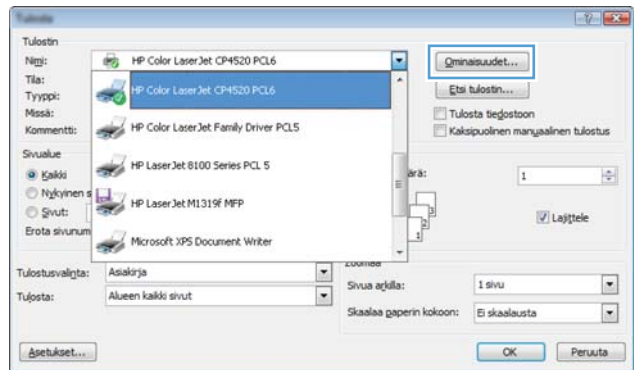 Tulosta
Tulostin
Nimi: HP Color LaserJet CP4520 PCL6 Ominaisuudet...
Tila: HP Color LaserJet CP4520 PCL6 Etsi tulostin...
Tyyppi:
Missä: HP Color LaserJet Family Driver PCL5 Tulosta tiedostoon
Kommentti: Kaksipuolinen manuaalinen tulostus
Sivualue HP LaserJet 8100 Series PCL 5
Kaikki 1
Nykyinen s HP LaserJet M1319f MFP
Sivut: Lajittele
Erota sivunum Microsoft XPS Document Writer
Tulostusvalinta: Asiakirja
Tulosta: Alueen kaikki sivut Sivua arkilla: 1 sivu
Skaalaa paperin kokoon: Ei skaalausta
Asetukset... OK Peruuta